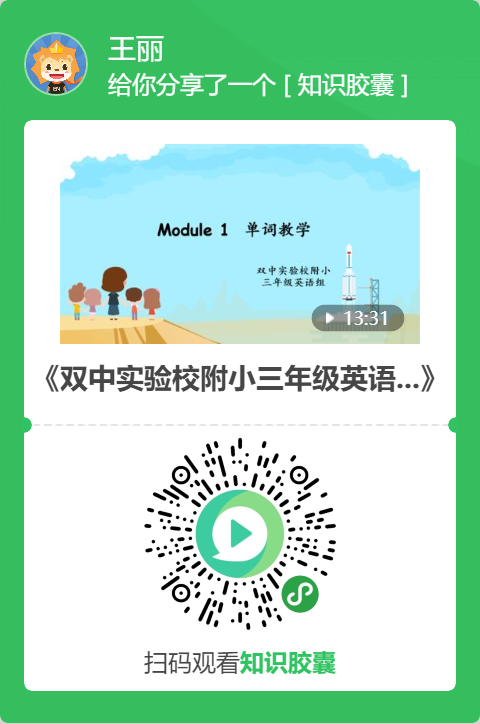 王丽
给你分享了一个 [ 知识胶囊 ]
Module 1 单词教学
双中实验校附小
三年级英语组
13:31
《双中实验校附小三年级英语...》
扫码观看知识胶囊